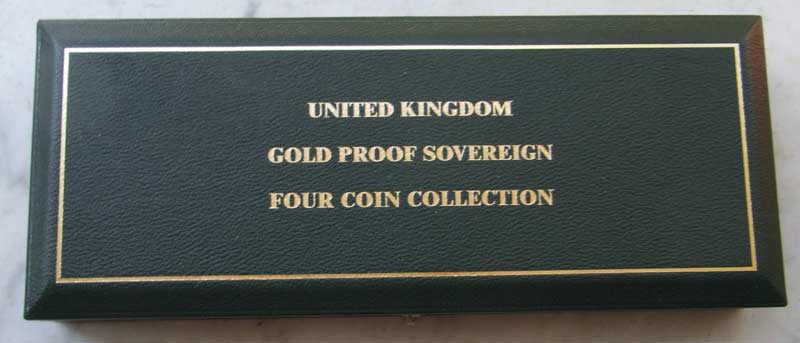 UNITED KINGDOM
GOLD PROOF SOVEREIGN
FOUR COIN COLLECTION